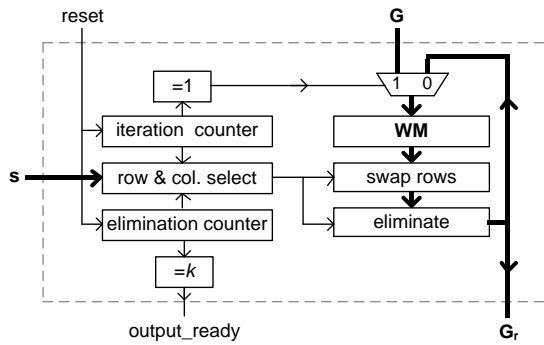 reset
G
=1
1 0
iteration counter
WM
s
row & col. select
swap rows
elimination counter
eliminate
=k
output_ready
Gr